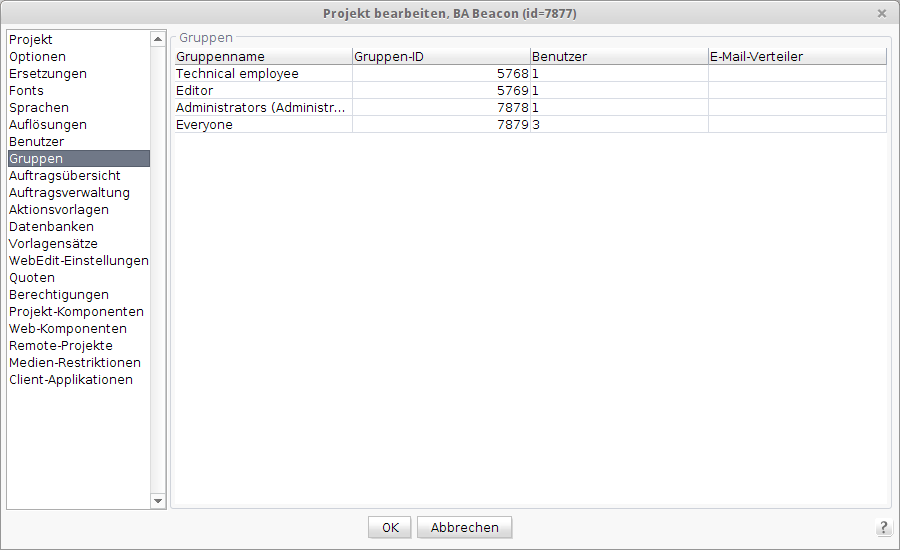 Projekt bearbeiten, BA Beacon (id=7877)
Projekt
Optionen
Ersetzungen
Fonts
Sprachen
Auflösungen
Benutzer
Gruppen
Auftragsübersicht
Auftragsverwaltung
Aktionsvorlagen
Datenbanken
Vorlagensätze
WebEdit-Einstellungen
Quoten
Berechtigungen
Projekt-Komponenten
Web-Komponenten
Remote-Projekte
Medien-Restriktionen
Client-Applikationen
Gruppen
Gruppenname Gruppen-ID Benutzer E-Mail-Verteiler
Technical employee 5768 1
Editor 5769 1
Administrators (Administr... 7878 1
Everyone 7879 3
OK Abbrechen ?